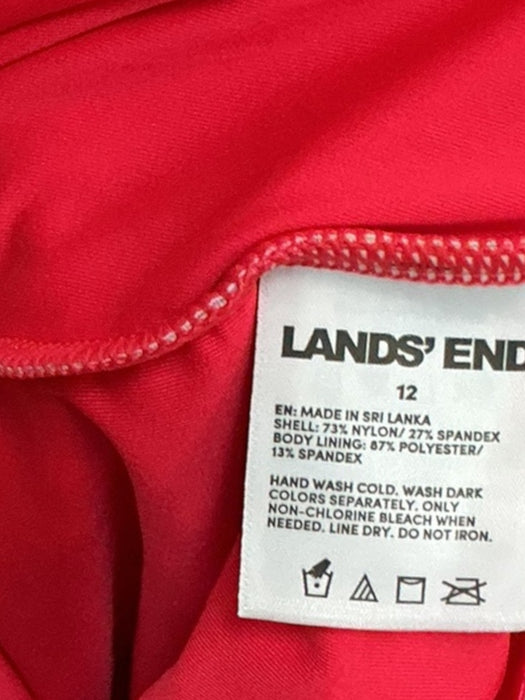 LANDS' END
12
EN: MADE IN SRI LANKA
SHELL: 73% NYLON/ 27% SPANDEX
BODY LINING: 87% POLYESTER/
13% SPANDEX
HAND WASH COLD. WASH DARK
COLORS SEPARATELY. ONLY
NON-CHLORINE BLEACH WHEN
NEEDED. LINE DRY. DO NOT IRON.